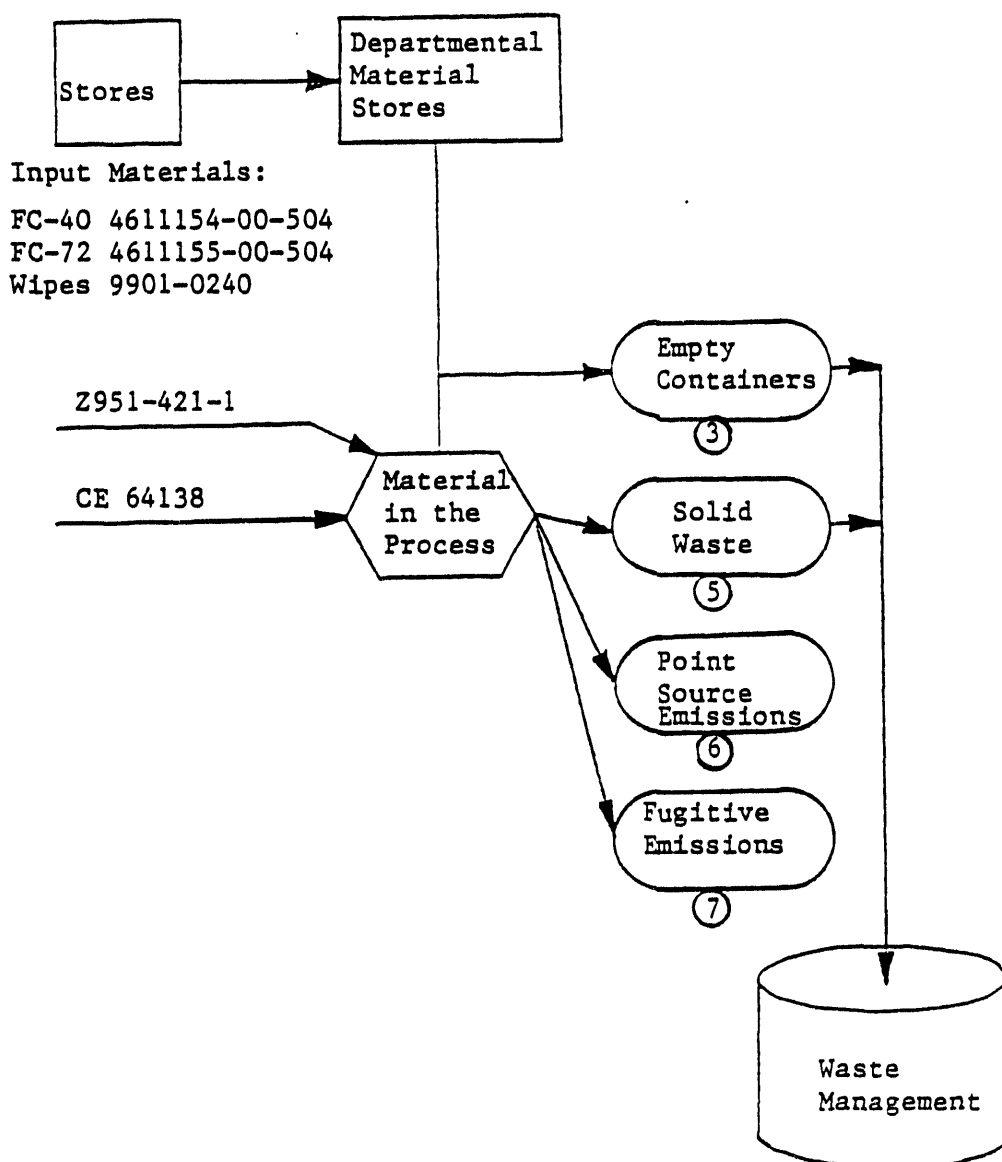 Stores
Departmental
Material
Stores
Input Materials:
FC-40 4611154-00-504
FC-72 4611155-00-504
Wipes 9901-0240
Z951-421-1
CE 64138
Material
in the
Process
Empty
Containers
3
Solid
Waste
5
Point
Source
Emissions
6
Fugitive
Emissions
7
Waste
Management